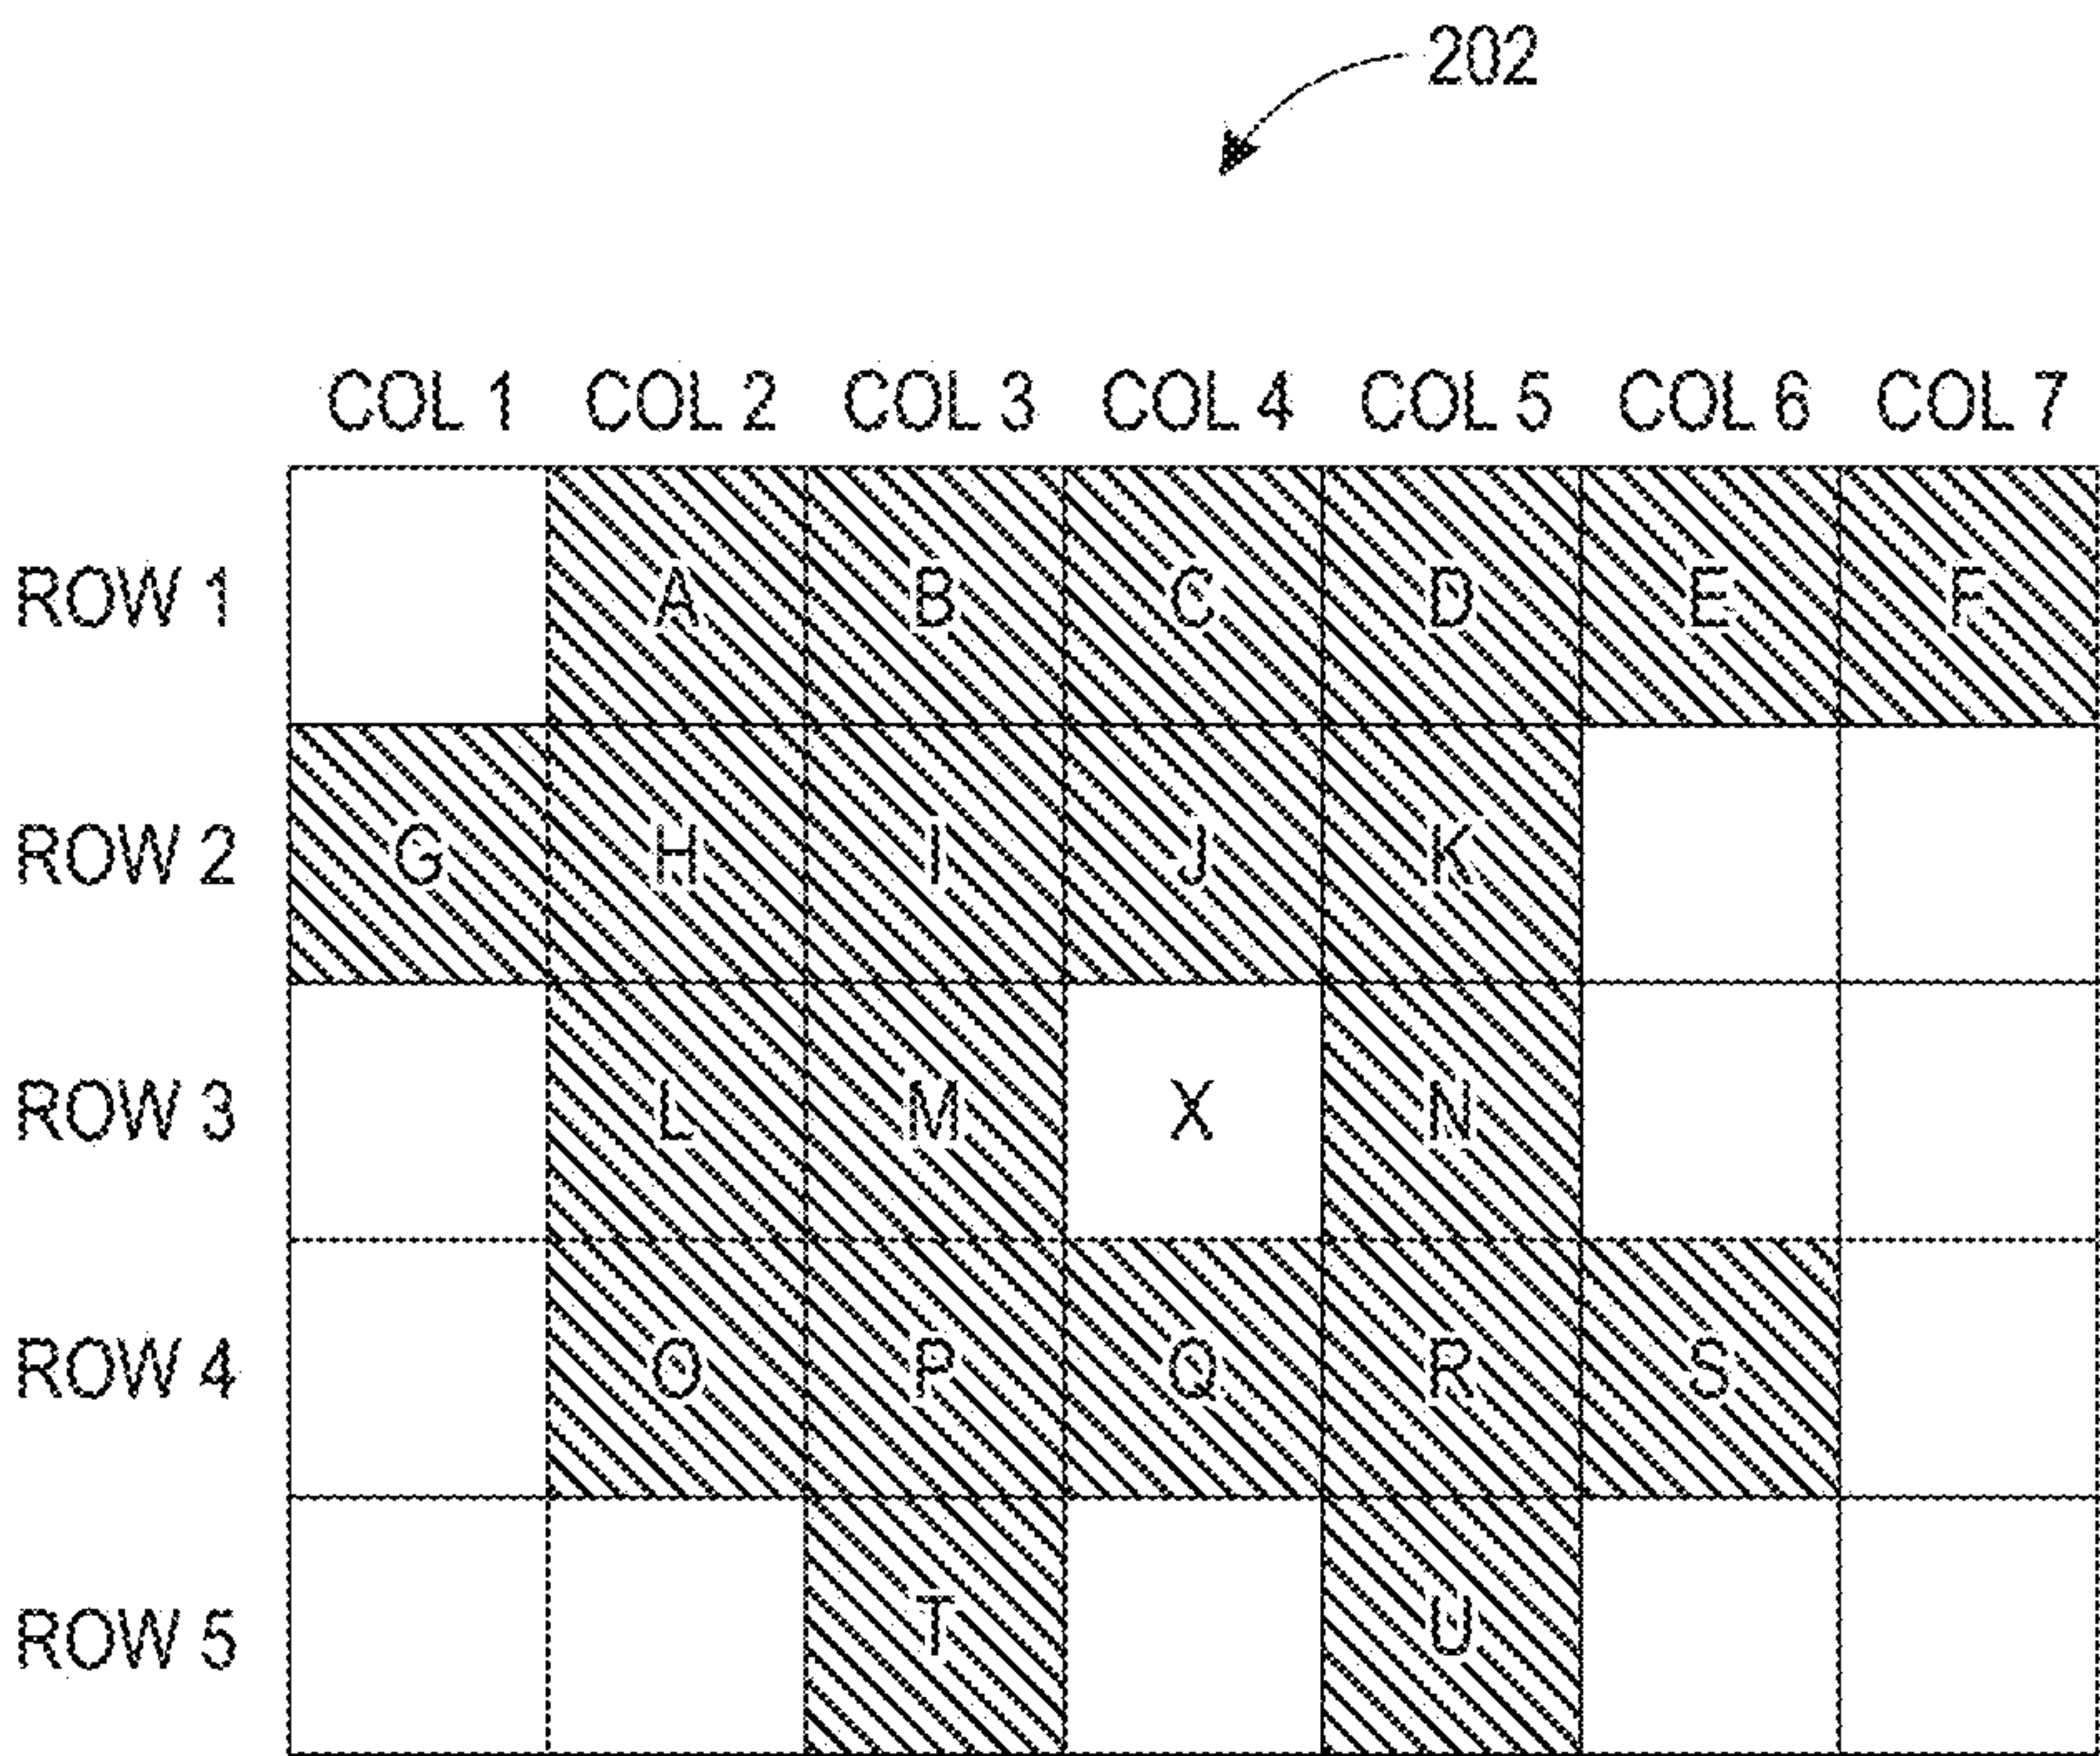 202
COL 1 COL 2 COL 3 COL 4 COL 5 COL 6 COL 7
ROW 1 A B C D E F
ROW 2 G H I J K
ROW 3 L M X N
ROW 4 O P Q R S
ROW 5 T U